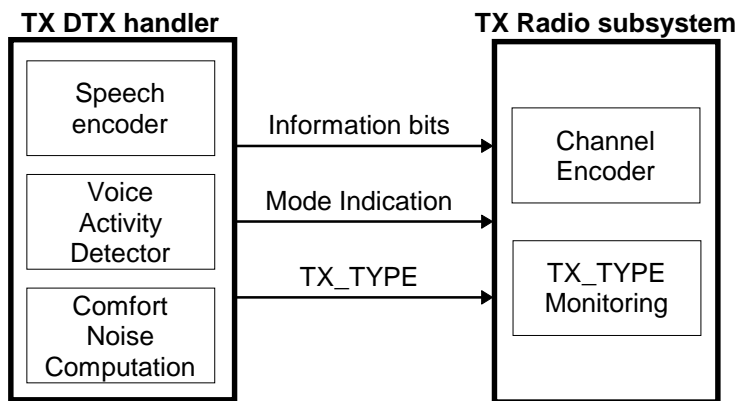 TX DTX handler
TX Radio subsystem
Speech
encoder
Information bits
Channel
Encoder
Voice
Activity
Detector
Mode Indication
TX_TYPE
TX_TYPE
Monitoring
Comfort
Noise
Computation